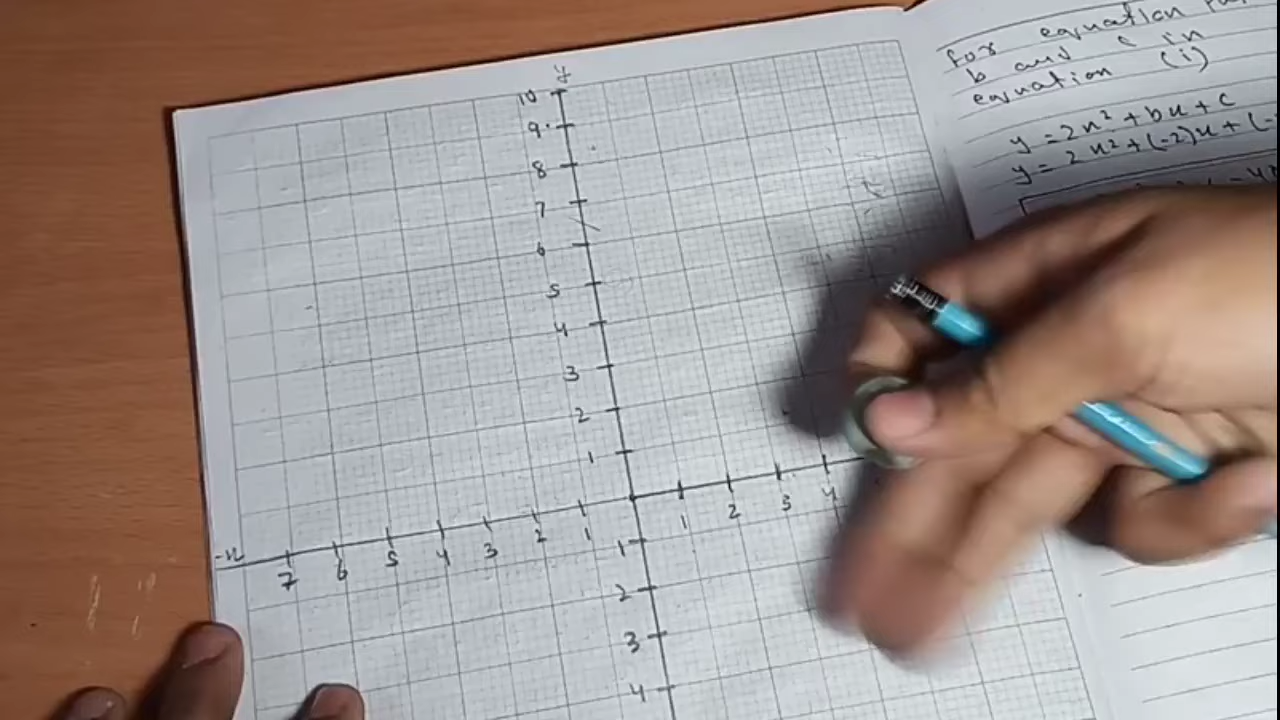 for equation
b and c in
equation (i)
y = 2x² + bx + c
y = 2x² + (-2)x + (-
y
10
9
8
7
6
5
4
3
2
1
-x 7 6 5 4 3 2 1 1 2 3 4
1
2
3
4